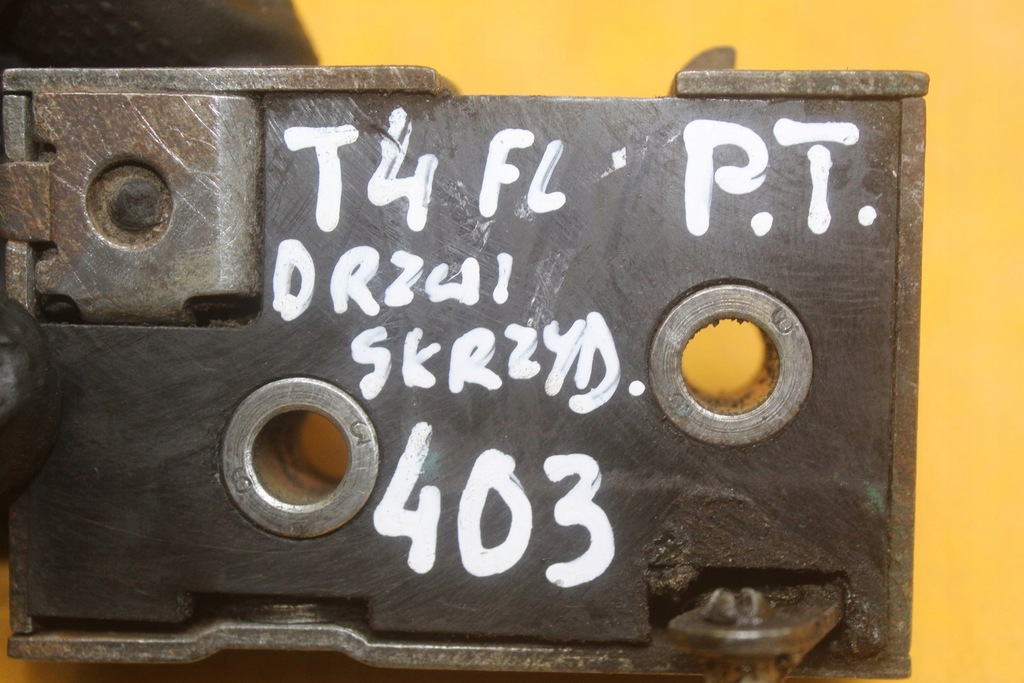 T4 FL P.T.
DRZWI
SKRZYD.
403